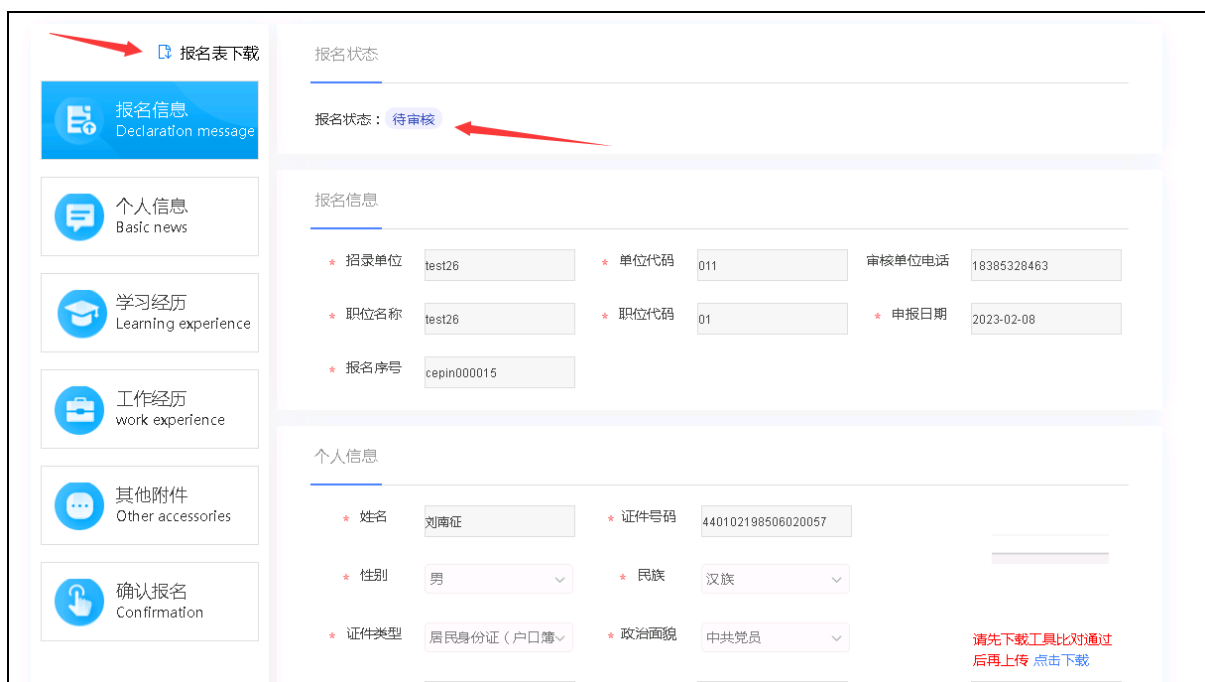 报名表下载
报名信息
Declaration message
个人信息
Basic news
学习经历
Learning experience
工作经历
work experience
其他附件
Other accessories
确认报名
Confirmation
报名状态
报名状态： 待审核
报名信息
* 招录单位 test26 * 单位代码 011 审核单位电话 18385328463
* 职位名称 test26 * 职位代码 01 * 申报日期 2023-02-08
* 报名序号 cepin000015
个人信息
* 姓名 刘南征 * 证件号码 440102198506020057
* 性别 男 * 民族 汉族
* 证件类型 居民身份证（户口簿 * 政治面貌 中共党员
请先下载工具比对通过
后再上传 点击下载